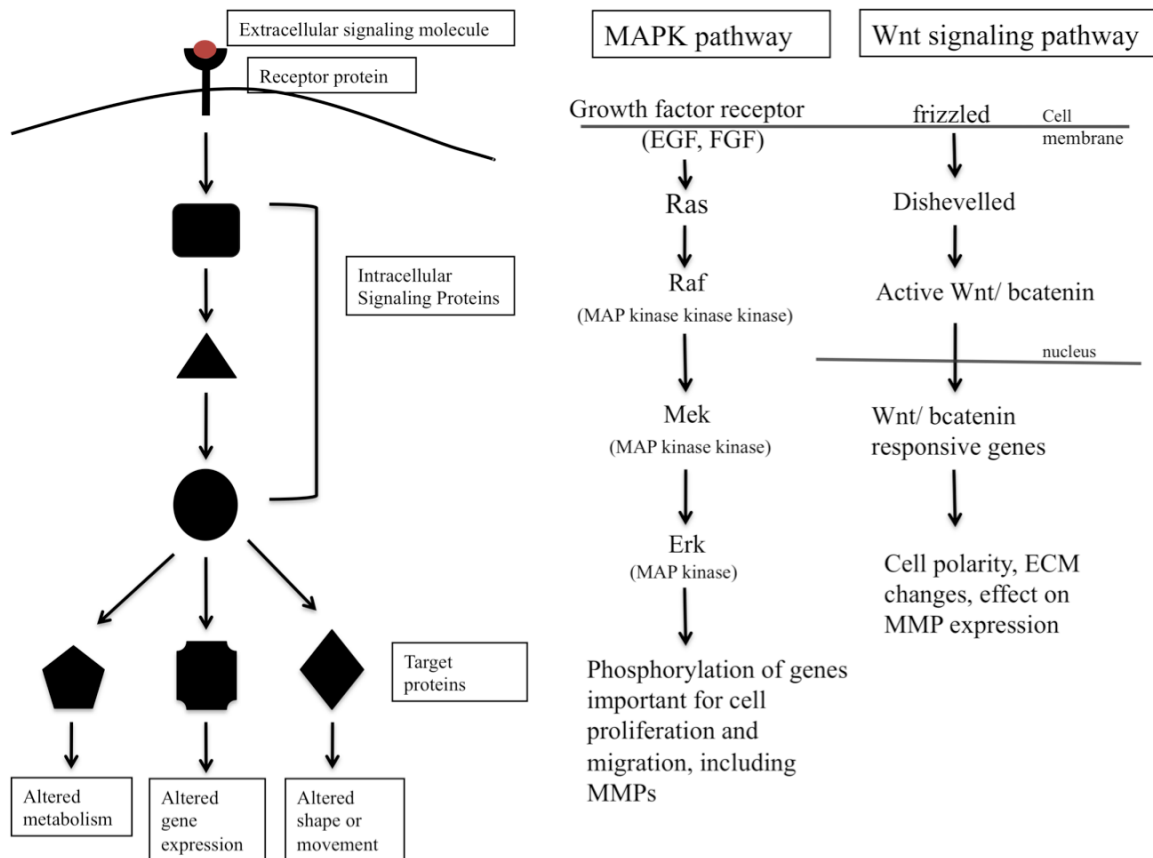 Extracellular signaling molecule
Receptor protein
Intracellular
Signaling Proteins
Target
proteins
Altered
metabolism
Altered
gene
expression
Altered
shape or
movement
MAPK pathway
Growth factor receptor
(EGF, FGF)
Ras
Raf
(MAP kinase kinase kinase)
Mek
(MAP kinase kinase)
Erk
(MAP kinase)
Phosphorylation of genes
important for cell
proliferation and
migration, including
MMPs
Wnt signaling pathway
frizzled
Cell
membrane
Dishevelled
Active Wnt/ bcatenin
nucleus
Wnt/ bcatenin
responsive genes
Cell polarity, ECM
changes, effect on
MMP expression